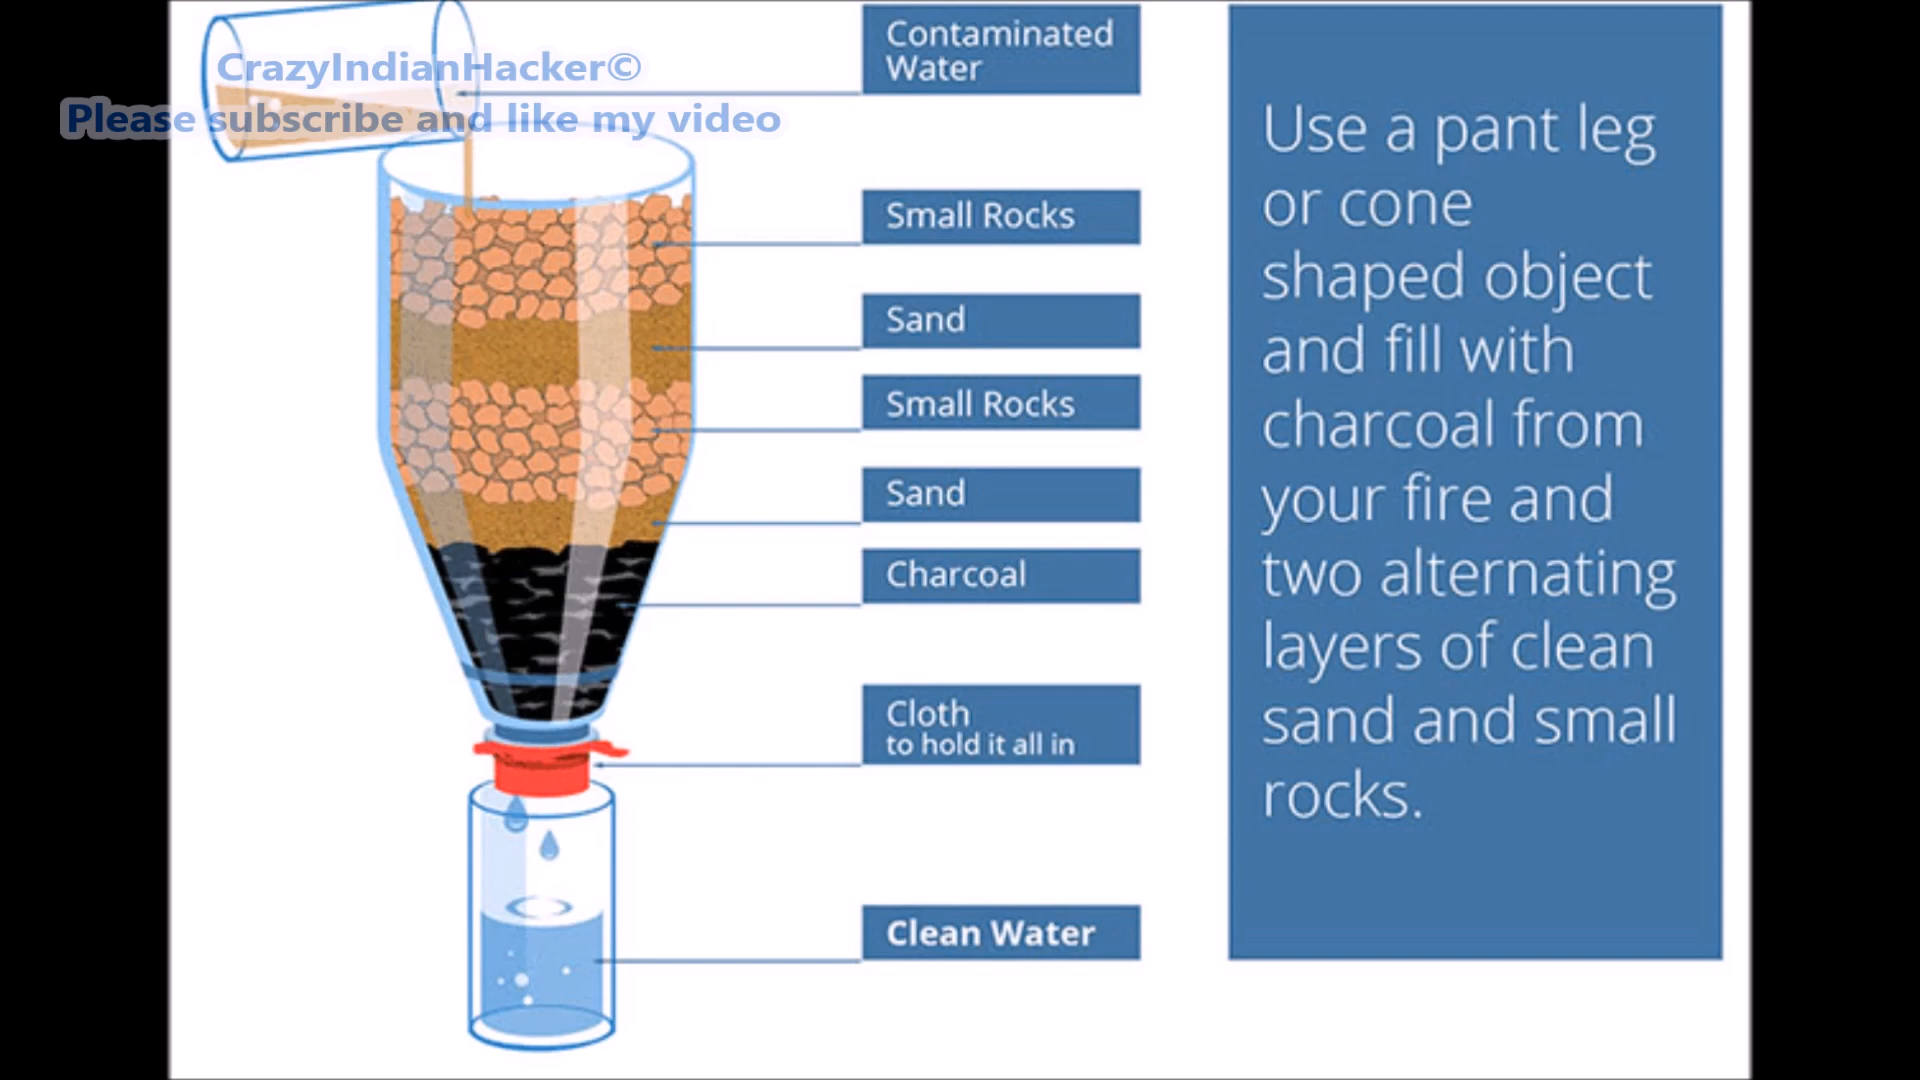 CrazyIndianHacker©
Please subscribe and like my video
Contaminated
Water
Small Rocks
Sand
Small Rocks
Sand
Charcoal
Cloth
to hold it all in
Clean Water
Use a pant leg
or cone
shaped object
and fill with
charcoal from
your fire and
two alternating
layers of clean
sand and small
rocks.